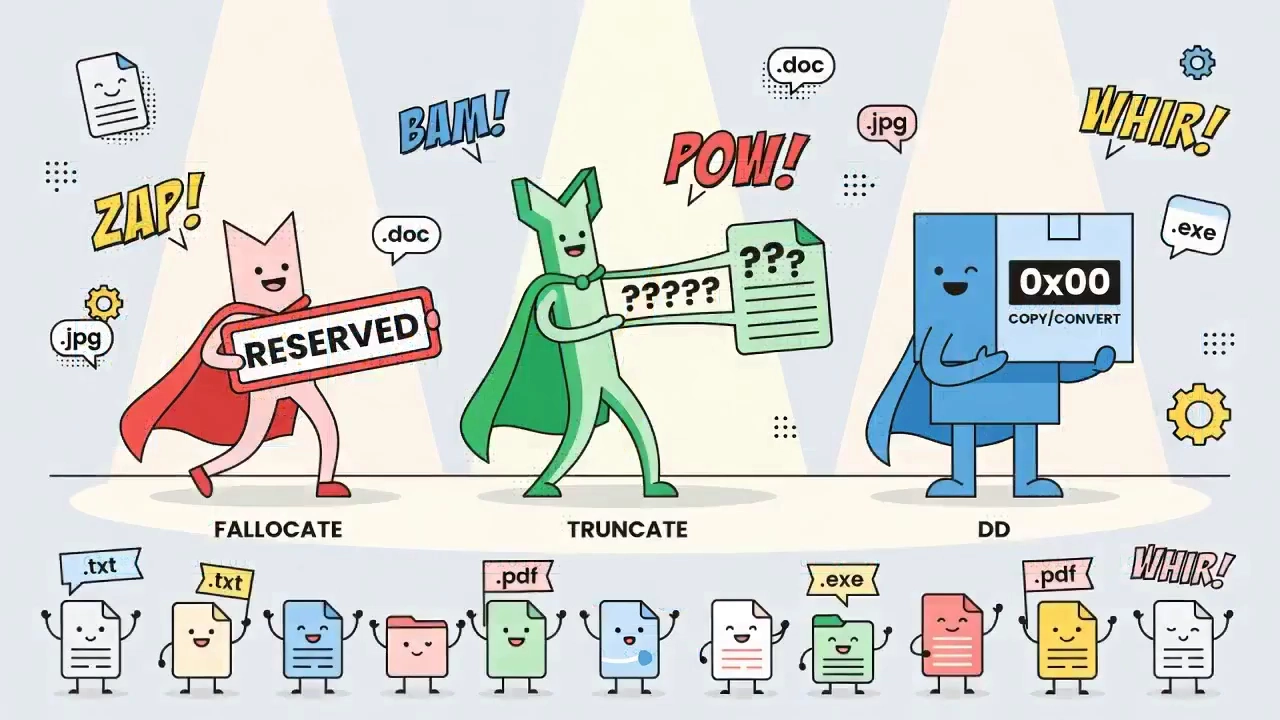 .doc
BAM!
WHIR!
.jpg
POW!
ZAP!
.doc
.exe
???
?????
0x00
COPY/CONVERT
.jpg
RESERVED
FALLOCATE
TRUNCATE
DD
.txt
.txt
.pdf
.exe
.pdf
WHIR!